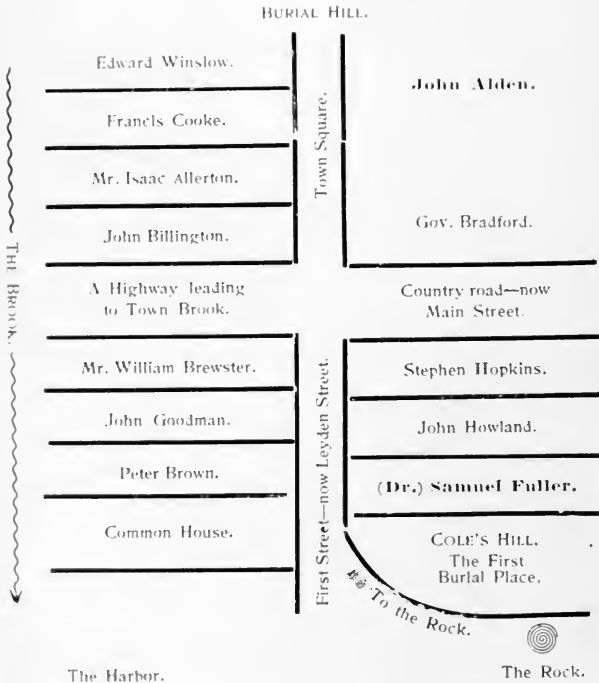 BURIAL HILL.
Edward Winslow.
Francis Cooke.
Mr. Isaac Allerton.
John Billington.
A Highway leading
to Town Brook.
Mr. William Brewster.
John Goodman.
Peter Brown.
Common House.
THE BROOK.
Town Square.
First Street—now Leyden Street.
John Alden.
Gov. Bradford.
Country road—now
Main Street.
Stephen Hopkins.
John Howland.
(Dr.) Samuel Fuller.
COLE'S HILL.
The First
Burial Place.
To the Rock.
The Harbor.
The Rock.